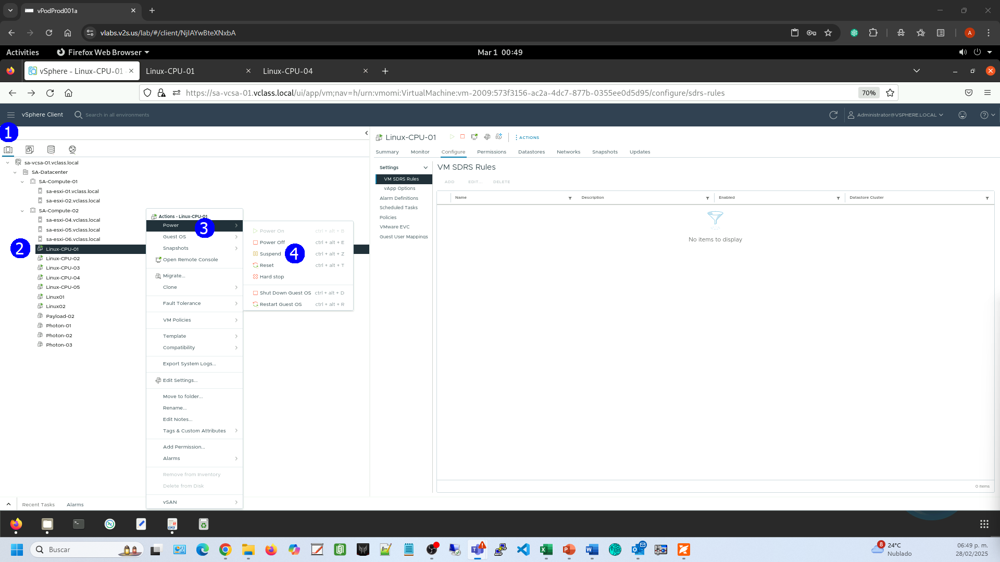 vPodProd001a
vlabs.v2s.us/lab/#/client/NjIAYwBteXNxbA
A
Activities
Firefox Web Browser
Mar 1 00:49
vSphere - Linux-CPU-01 -
Linux-CPU-01
Linux-CPU-04
https://sa-vcsa-01.vclass.local/ui/app/vm;nav=h/urn:vmomi:VirtualMachine:vm-2009:573f3156-ac2a-4dc7-877b-0355ee0d5d95/configure/sdrs-rules
70%
vSphere Client
Search in all environments
Administrator@VSPHERE.LOCAL
1
sa-vcsa-01.vclass.local
SA-Datacenter
SA-Compute-01
sa-esxi-01.vclass.local
sa-esxi-02.vclass.local
SA-Compute-02
sa-esxi-04.vclass.local
sa-esxi-05.vclass.local
sa-esxi-06.vclass.local
2
Linux-CPU-01
Linux-CPU-02
Linux-CPU-03
Linux-CPU-04
Linux-CPU-05
Linux01
Linux02
Payload-02
Photon-01
Photon-02
Photon-03
Actions - Linux-CPU-01
Power
3
Guest OS
Snapshots
Open Remote Console
Migrate...
Clone
Fault Tolerance
VM Policies
Template
Compatibility
Export System Logs...
Edit Settings...
Move to folder...
Rename...
Edit Notes...
Tags & Custom Attributes
Add Permission...
Alarms
Remove from Inventory
Delete from Disk
vSAN
Power On ctrl + alt + B
Power Off ctrl + alt + E
Suspend 4 ctrl + alt + Z
Reset ctrl + alt + T
Hard stop
Shut Down Guest OS ctrl + alt + D
Restart Guest OS ctrl + alt + R
Linux-CPU-01
ACTIONS
Summary Monitor Configure Permissions Datastores Networks Snapshots Updates
Settings
VM SDRS Rules
vApp Options
Alarm Definitions
Scheduled Tasks
Policies
VMware EVC
Guest User Mappings
VM SDRS Rules
ADD EDIT... DELETE
Name Description Enabled Datastore Cluster
No items to display
0 items
Recent Tasks Alarms
Buscar
8
24°C
Nublado
06:49 p. m.
28/02/2025